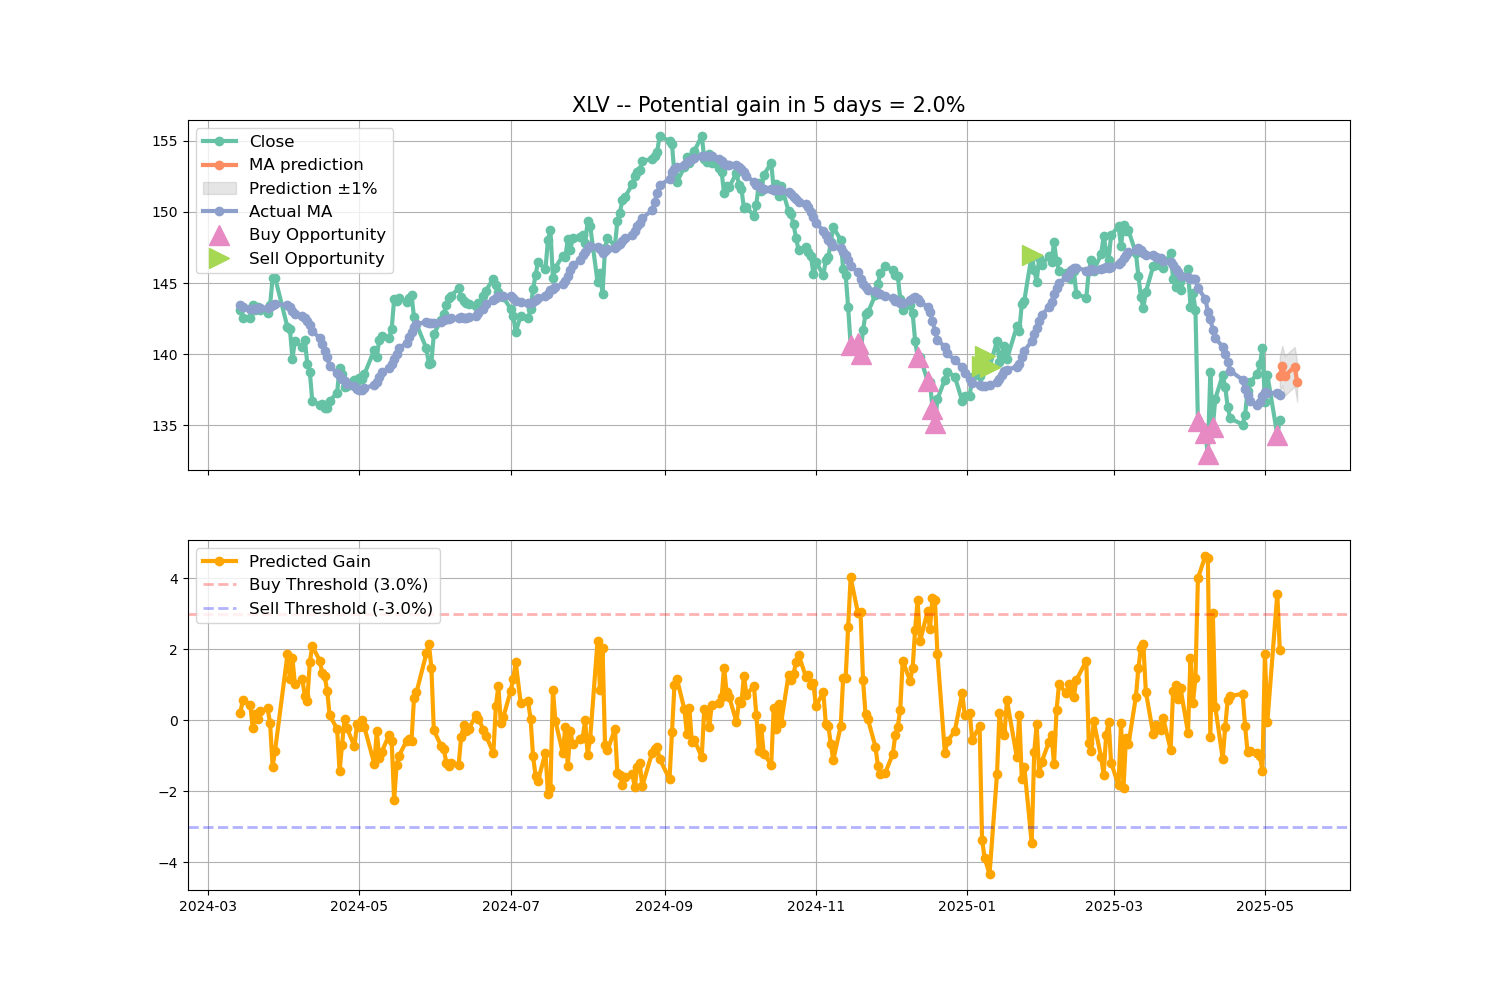 XLV -- Potential gain in 5 days = 2.0%
155
150
145
140
135
Close
MA prediction
Prediction ±1%
Actual MA
Buy Opportunity
Sell Opportunity
4
2
0
−2
−4
Predicted Gain
Buy Threshold (3.0%)
Sell Threshold (-3.0%)
2024-03
2024-05
2024-07
2024-09
2024-11
2025-01
2025-03
2025-05